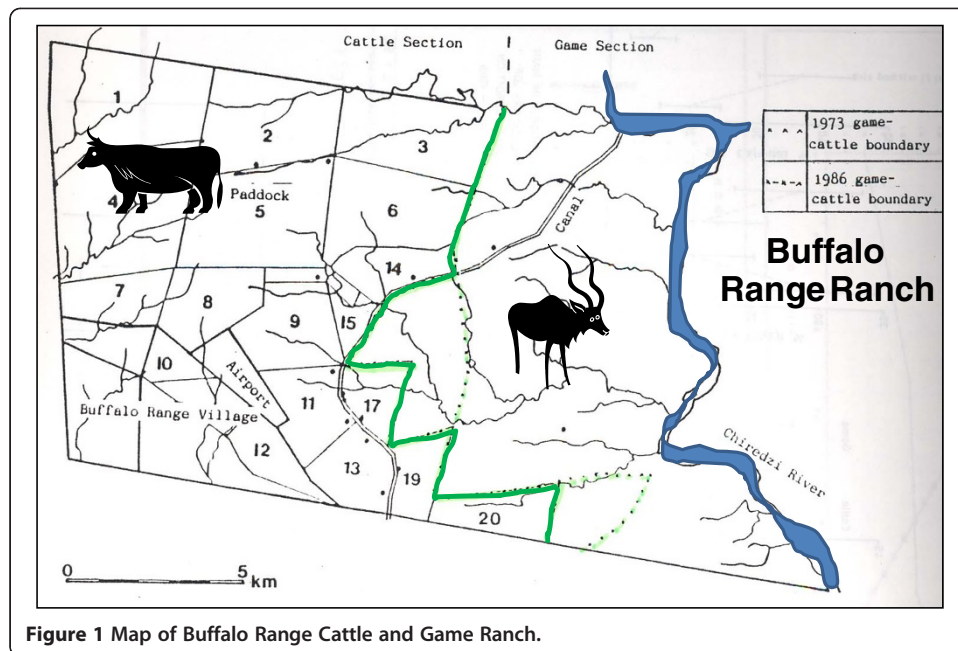 Cattle Section
Game Section
1973 game-
cattle boundary
1986 game-
cattle boundary
Buffalo
Range Ranch
1
2
3
4
Paddock
5
6
Canal
14
7
8
9
15
10
Airport
11
17
Buffalo Range Village
12
13
19
20
Chiredzi River
0
5
km
Figure 1 Map of Buffalo Range Cattle and Game Ranch.